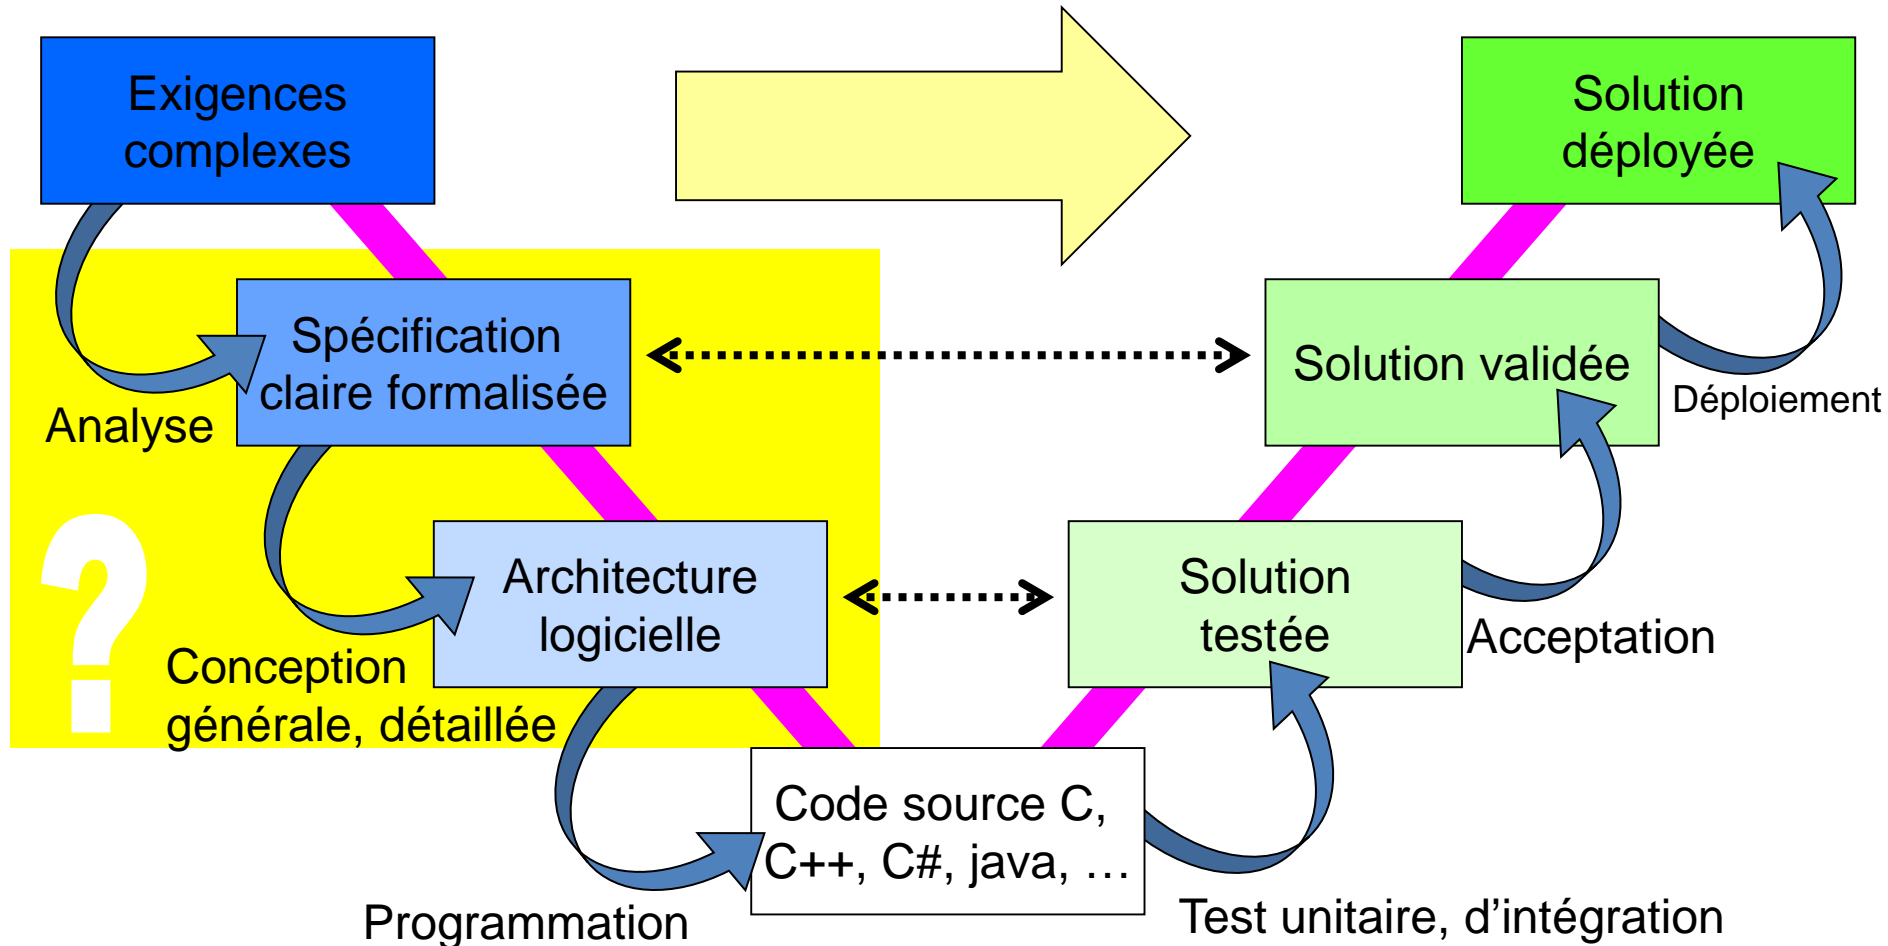 Exigences
complexes
Solution
déployée
Spécification
claire formalisée
Solution validée
Déploiement
Analyse
?
Architecture
logicielle
Solution
testée
Acceptation
Conception
générale, détaillée
Code source C,
C++, C#, java, …
Programmation
Test unitaire, d'intégration